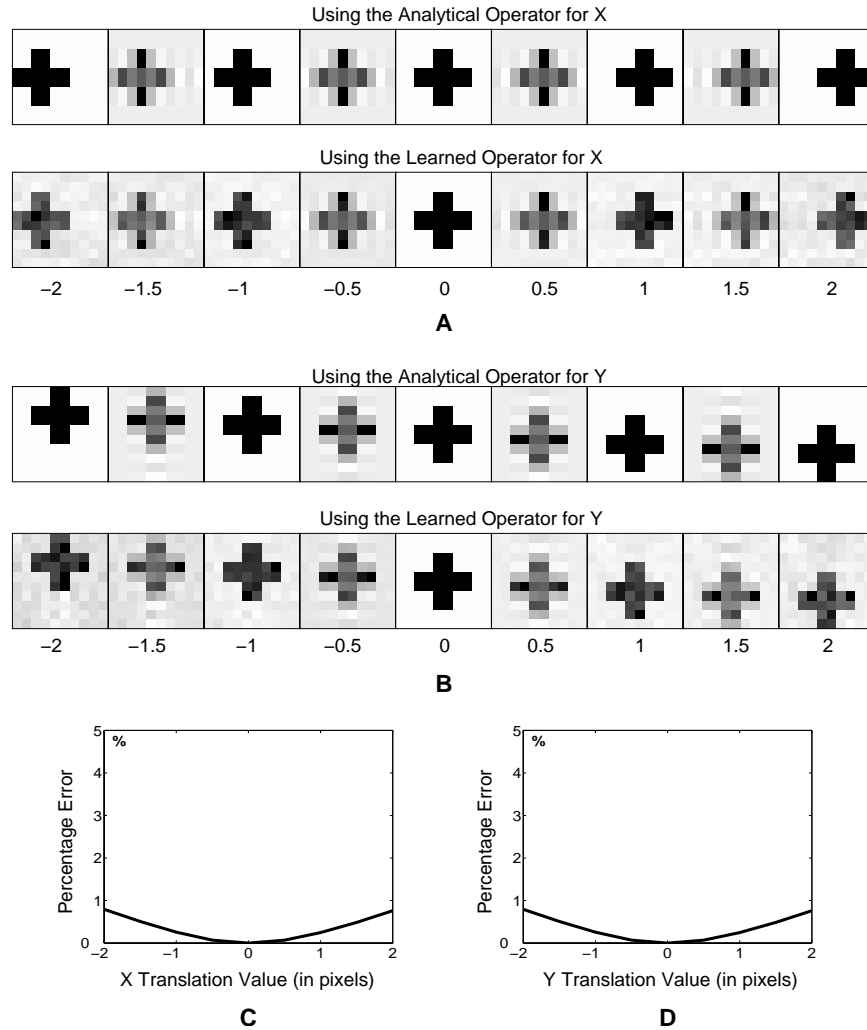 Using the Analytical Operator for X
Using the Learned Operator for X
−2 −1.5 −1 −0.5 0 0.5 1 1.5 2
A
Using the Analytical Operator for Y
Using the Learned Operator for Y
−2 −1.5 −1 −0.5 0 0.5 1 1.5 2
B
%
5
4
3
2
1
0
Percentage Error
−2 −1 0 1 2
X Translation Value (in pixels)
C
%
5
4
3
2
1
0
Percentage Error
−2 −1 0 1 2
Y Translation Value (in pixels)
D